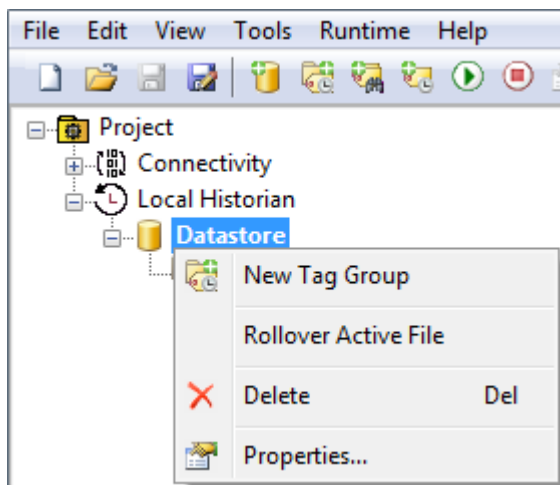 File Edit View Tools Runtime Help
Project
Connectivity
Local Historian
Datastore
New Tag Group
Rollover Active File
Delete Del
Properties...